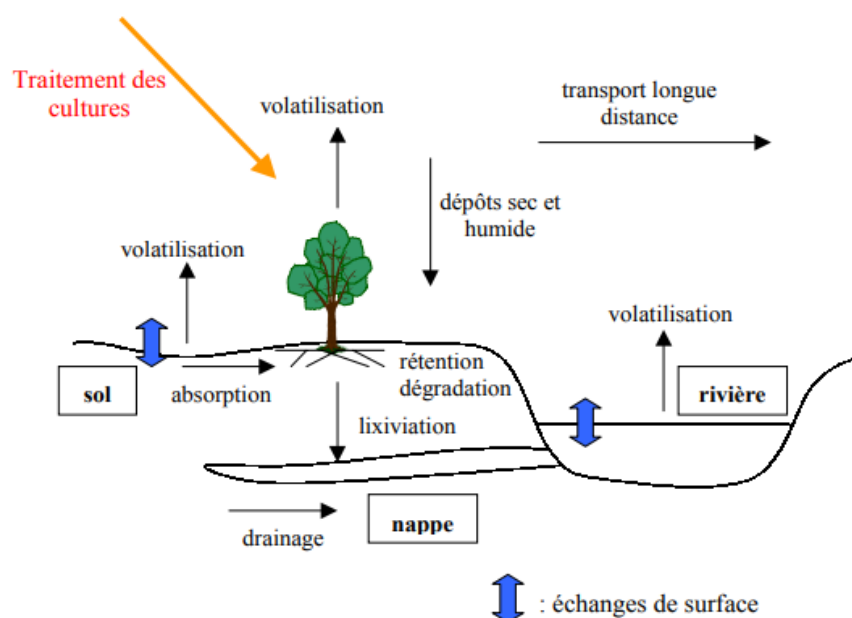 Traitement des
cultures
volatilisation
transport longue
distance
dépôts sec et
humide
volatilisation
volatilisation
sol
absorption
rétention
dégradation
rivière
lixiviation
drainage
nappe
: échanges de surface